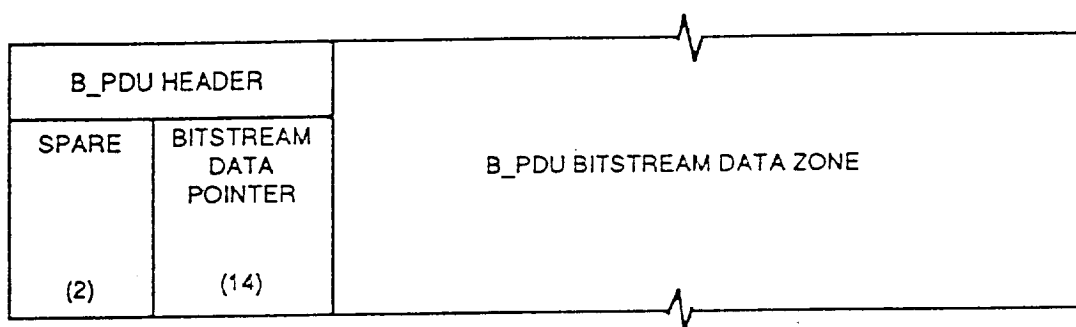 B_PDU HEADER
SPARE
BITSTREAM
DATA
POINTER
B_PDU BITSTREAM DATA ZONE
(2)
(14)